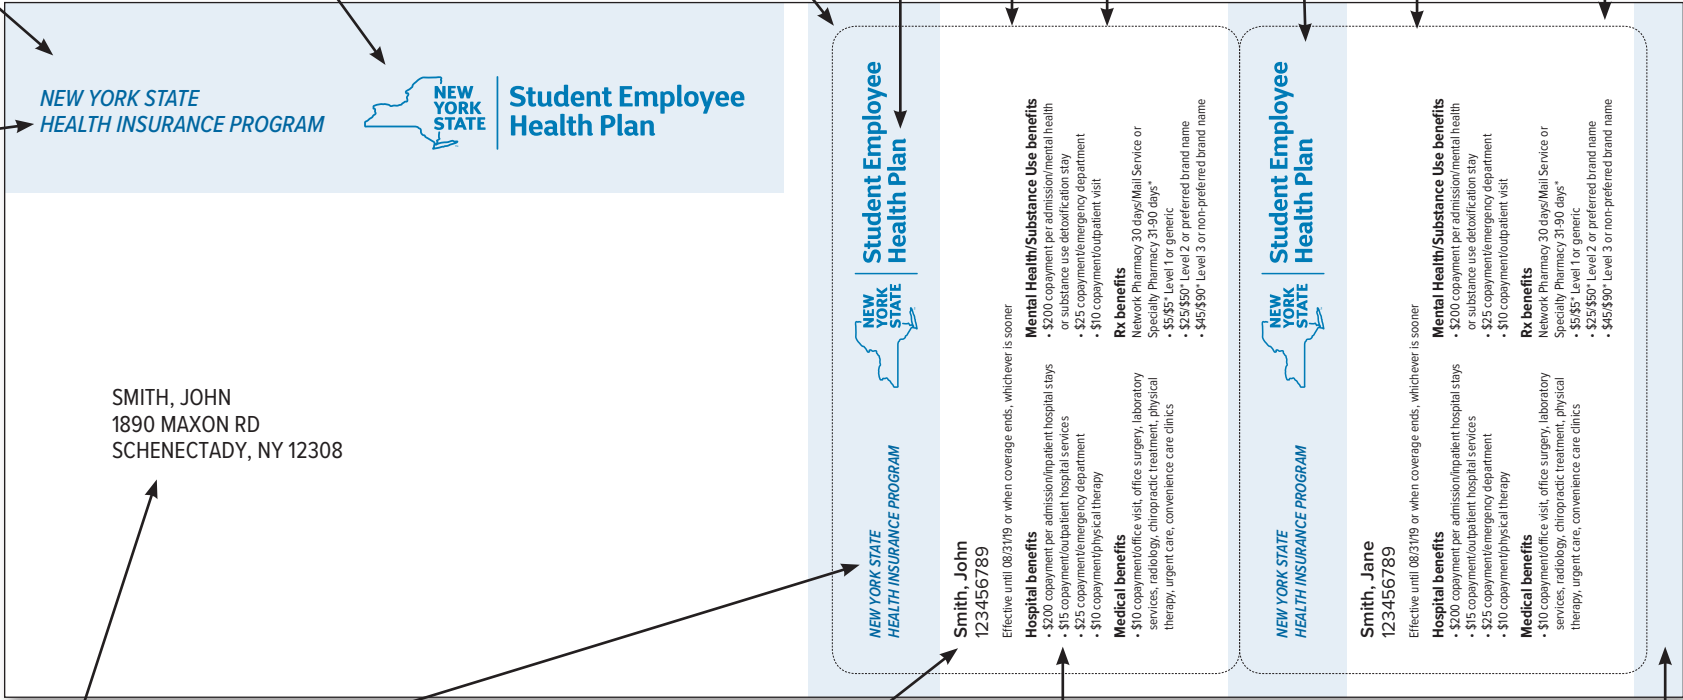 NEW YORK STATE
HEALTH INSURANCE PROGRAM
NEW
YORK
STATE
Student Employee
Health Plan
SMITH, JOHN
1890 MAXON RD
SCHENECTADY, NY 12308
NEW YORK STATE
HEALTH INSURANCE PROGRAM
NEW
YORK
STATE
Student Employee
Health Plan
Smith, John
123456789
Effective until 08/31/19 or when coverage ends, whichever is sooner
Hospital benefits
• $200 copayment per admission/inpatient hospital stays
• $15 copayment/outpatient hospital services
• $25 copayment/emergency department
• $10 copayment/physical therapy
Medical benefits
• $10 copayment/office visit, office surgery, laboratory
services, radiology, chiropractic treatment, physical
therapy, urgent care, convenience care clinics
Mental Health/Substance Use benefits
• $200 copayment per admission/mental health
or substance use detoxification stay
• $25 copayment/emergency department
• $10 copayment/outpatient visit
Rx benefits
Network Pharmacy 30 days/Mail Service or
Specialty Pharmacy 31-90 days*
• $5/$5* Level 1 or generic
• $25/$50* Level 2 or preferred brand name
• $45/$90* Level 3 or non-preferred brand name
NEW YORK STATE
HEALTH INSURANCE PROGRAM
NEW
YORK
STATE
Student Employee
Health Plan
Smith, Jane
123456789
Effective until 08/31/19 or when coverage ends, whichever is sooner
Hospital benefits
• $200 copayment per admission/inpatient hospital stays
• $15 copayment/outpatient hospital services
• $25 copayment/emergency department
• $10 copayment/physical therapy
Medical benefits
• $10 copayment/office visit, office surgery, laboratory
services, radiology, chiropractic treatment, physical
therapy, urgent care, convenience care clinics
Mental Health/Substance Use benefits
• $200 copayment per admission/mental health
or substance use detoxification stay
• $25 copayment/emergency department
• $10 copayment/outpatient visit
Rx benefits
Network Pharmacy 30 days/Mail Service or
Specialty Pharmacy 31-90 days*
• $5/$5* Level 1 or generic
• $25/$50* Level 2 or preferred brand name
• $45/$90* Level 3 or non-preferred brand name